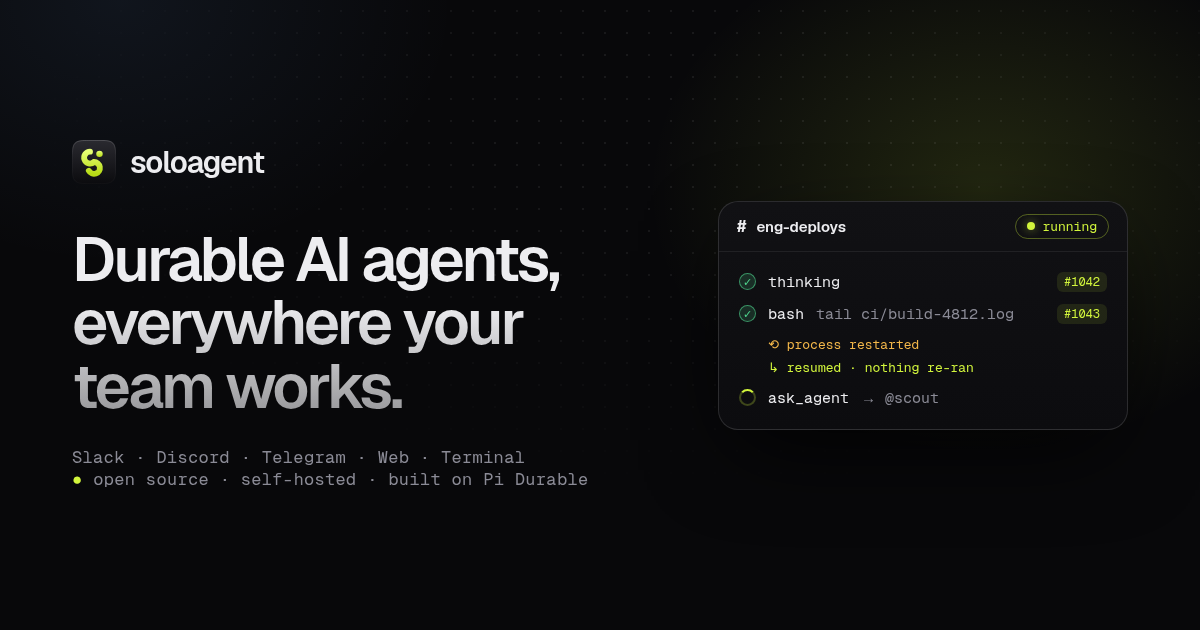 soloagent
Durable AI agents,
everywhere your
team works.
Slack · Discord · Telegram · Web · Terminal
● open source · self-hosted · built on Pi Durable
# eng-deploys
● running
✓ thinking #1042
✓ bash tail ci/build-4812.log #1043
⟲ process restarted
↳ resumed · nothing re-ran
ask_agent → @scout